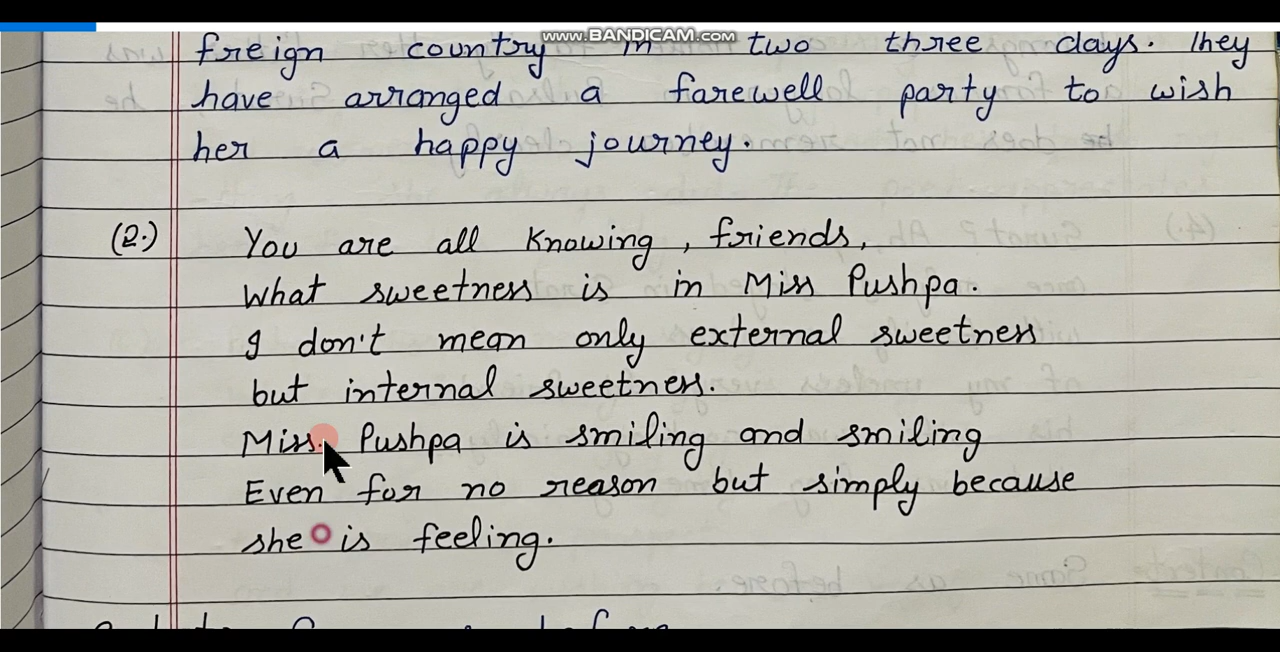 www.BANDICAM.com
freign country in two three days. They
have arranged a farewell party to wish
her a happy journey.
(2.) You are all Knowing, friends,
What sweetness is in Miss Pushpa.
I don't mean only external sweetness
but internal sweetness.
Miss. Pushpa is smiling and smiling
Even for no reason but simply because
she is feeling.